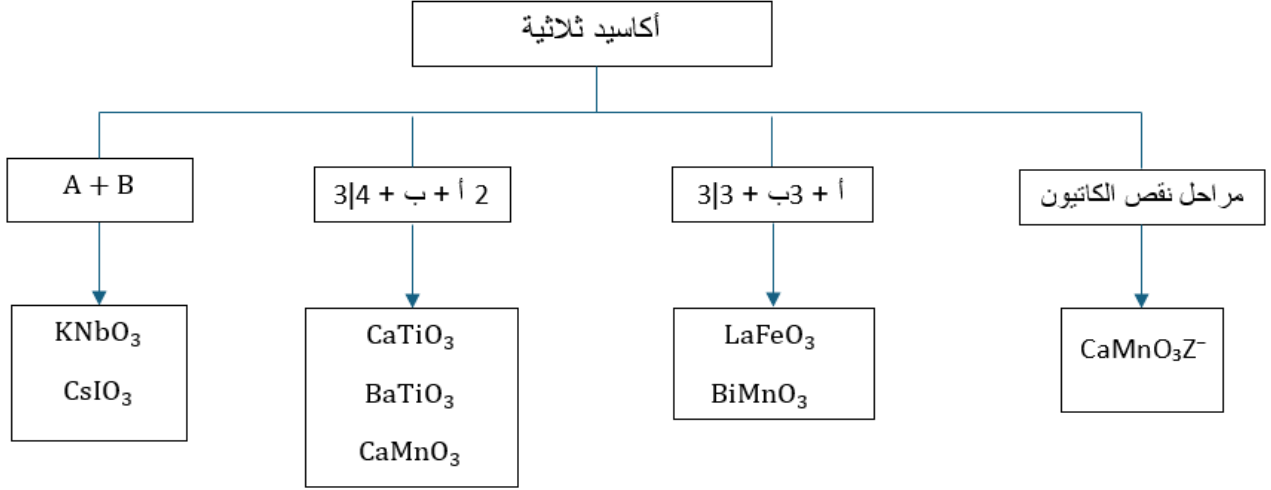 أكاسيد ثلاثية
A + B
2 أ + ب + 4|3
أ + 3ب + 3|3
مراحل نقص الكاتيون
KNbO₃
CsIO₃
CaTiO₃
BaTiO₃
CaMnO₃
LaFeO₃
BiMnO₃
CaMnO₃Z⁻